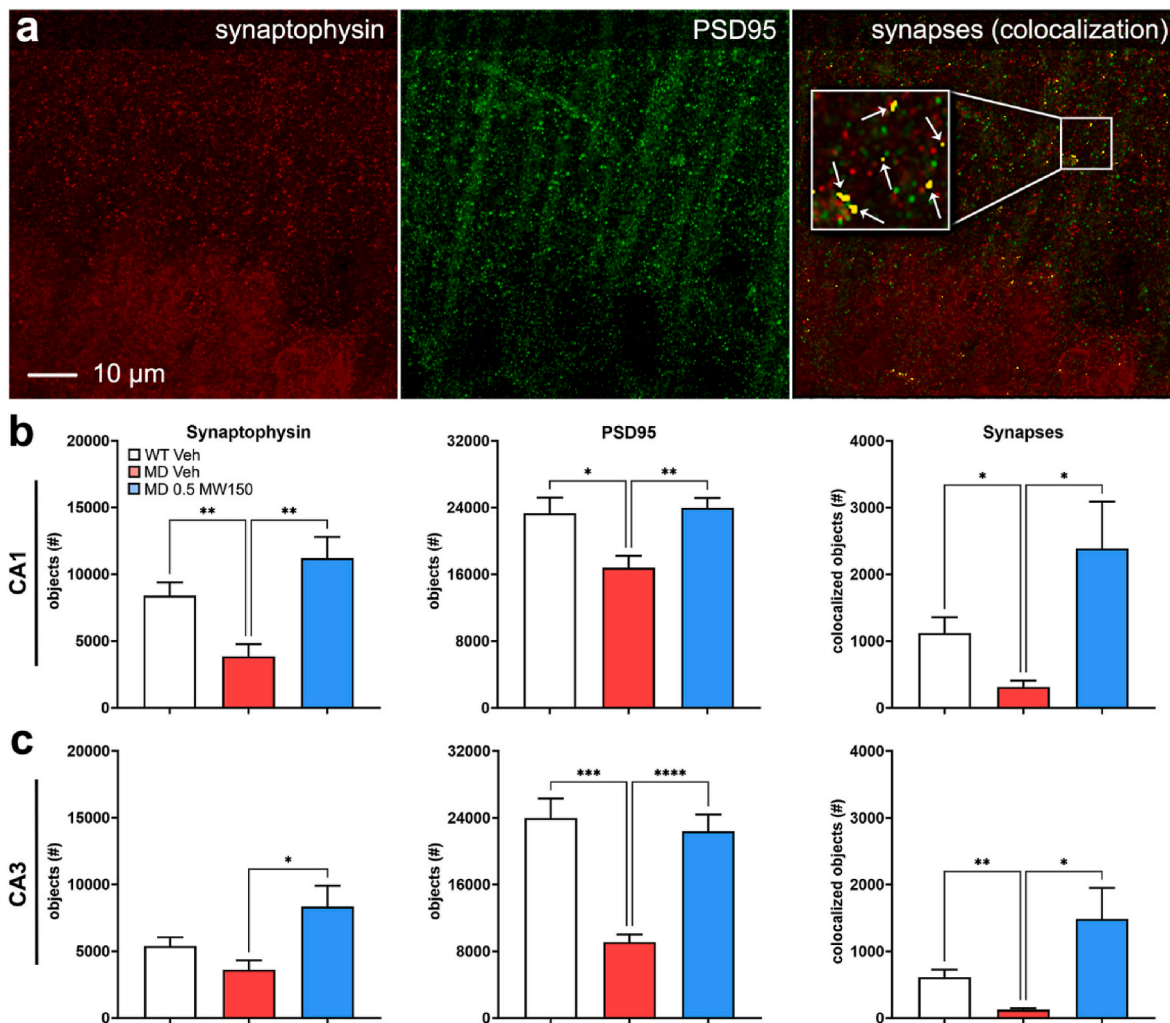 a
synaptophysin
PSD95
synapses (colocalization)
10 µm
b
CA1
Synaptophysin
objects (#)
20000
15000
10000
5000
0
WT Veh
MD Veh
MD 0.5 MW150
**
**
PSD95
objects (#)
32000
24000
16000
8000
0
*
**
Synapses
colocalized objects (#)
4000
3000
2000
1000
0
*
*
c
CA3
objects (#)
20000
15000
10000
5000
0
*
objects (#)
32000
24000
16000
8000
0
***
****
colocalized objects (#)
4000
3000
2000
1000
0
**
*